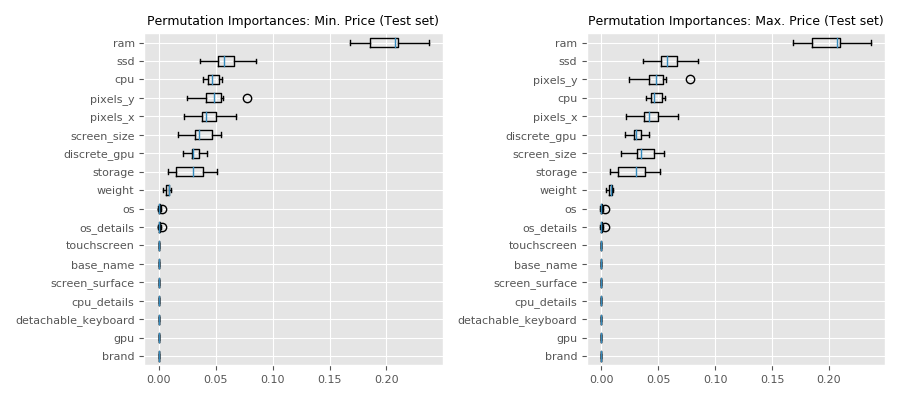 Permutation Importances: Min. Price (Test set)
ram
ssd
cpu
pixels_y
pixels_x
screen_size
discrete_gpu
storage
weight
os
os_details
touchscreen
base_name
screen_surface
cpu_details
detachable_keyboard
gpu
brand
0.00 0.05 0.10 0.15 0.20
Permutation Importances: Max. Price (Test set)
ram
ssd
pixels_y
cpu
pixels_x
discrete_gpu
screen_size
storage
weight
os
os_details
touchscreen
base_name
screen_surface
cpu_details
detachable_keyboard
gpu
brand
0.00 0.05 0.10 0.15 0.20